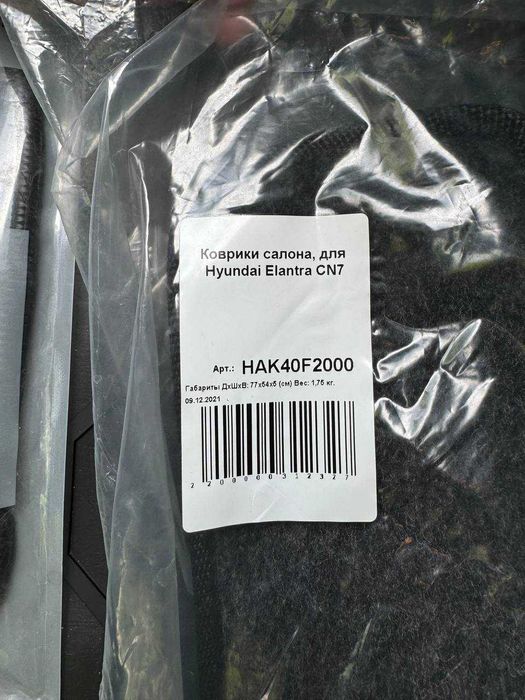 Коврики салона, для
Hyundai Elantra CN7
Арт.: HAK40F2000
Габариты ДхШхВ: 77x54x5 (см) Вес: 1,75 кг.
09.12.2021
2200000312327